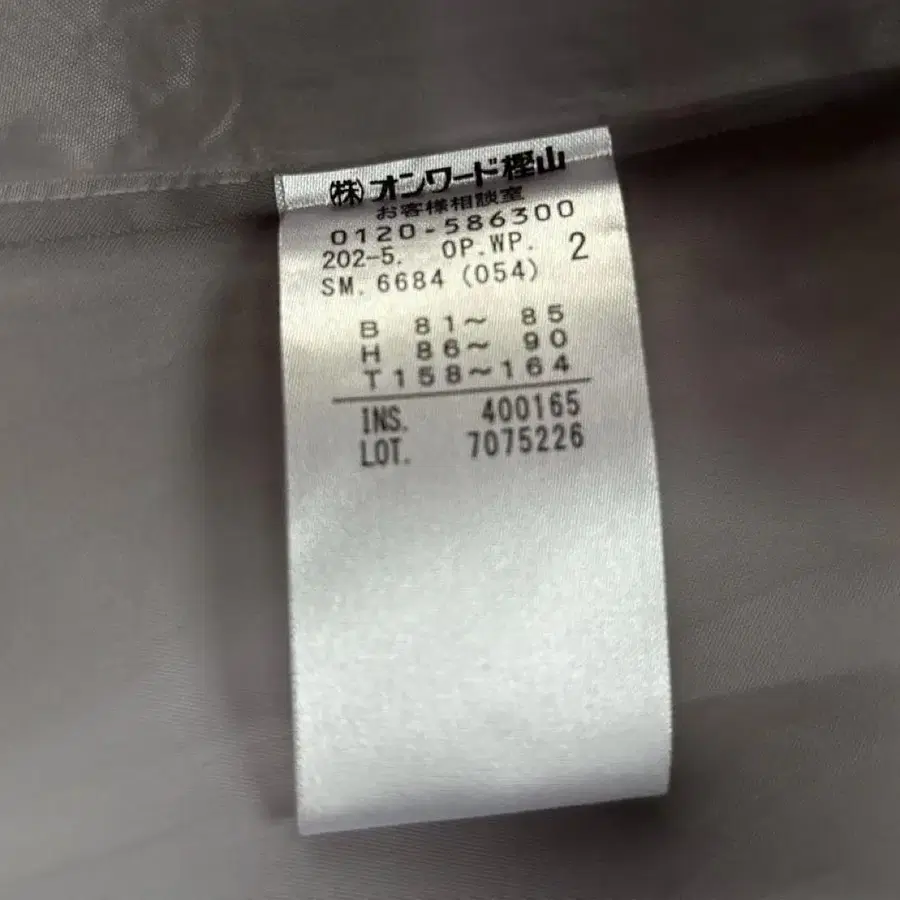 ㈱オンワード樫山
お客様相談室
0120-586300
202-5. OP.WP. 2
SM. 6684 (054)
B 81~ 85
H 86~ 90
T158~164
INS. 400165
LOT. 7075226